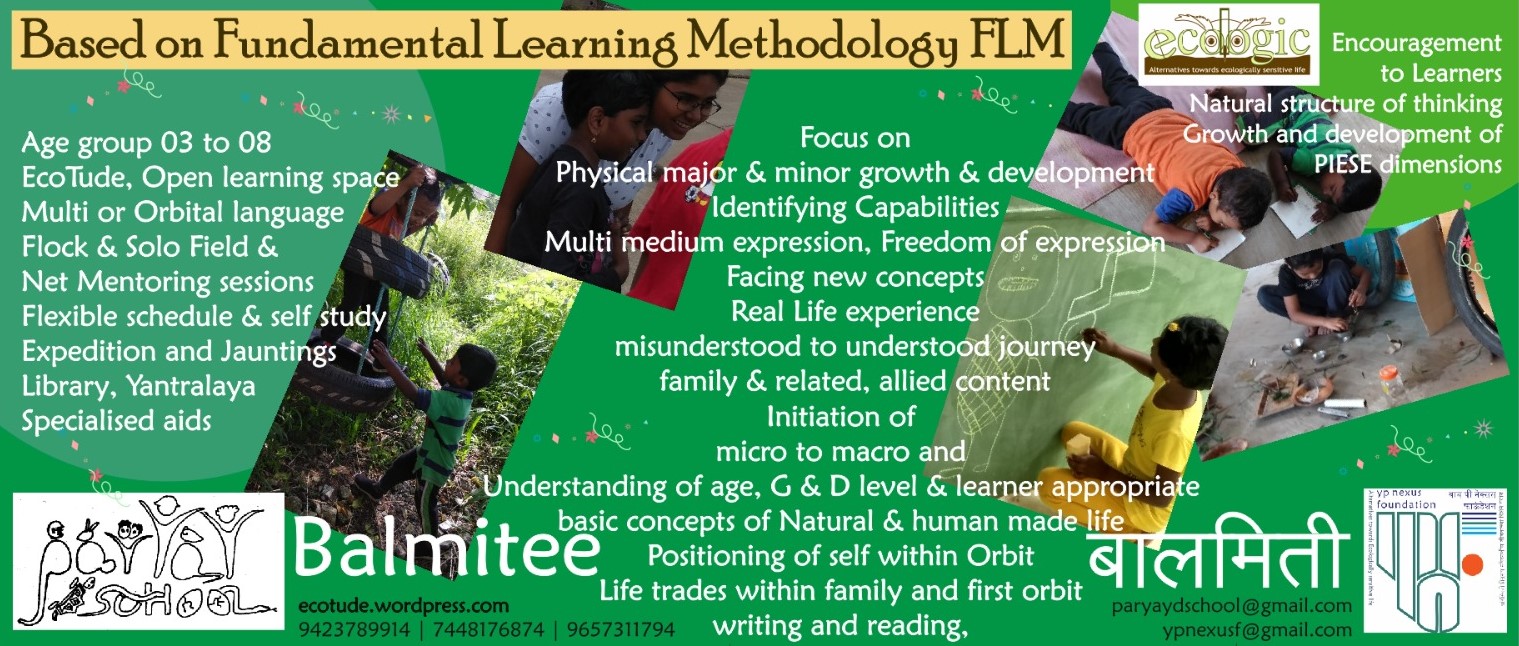 Based on Fundamental Learning Methodology FLM
ecologic
Alternatives towards ecologically sensitive life
Encouragement
to Learners
Natural structure of thinking
Growth and development of
PIESE dimensions
Age group 03 to 08
EcoTude, Open learning space
Multi or Orbital language
Flock & Solo Field &
Net Mentoring sessions
Flexible schedule & self study
Expedition and Jauntings
Library, Yantralaya
Specialised aids
Focus on
Physical major & minor growth & development
Identifying Capabilities
Multi medium expression, Freedom of expression
Facing new concepts
Real Life experience
misunderstood to understood journey
family & related, allied content
Initiation of
micro to macro and
Understanding of age, G & D level & learner appropriate
basic concepts of Natural & human made life
Positioning of self within Orbit
Life trades within family and first orbit
writing and reading,
PARYAY
SCHOOL
Balmitee
ecotude.wordpress.com
9423789914 | 7448176874 | 9657311794
बालमिती
paryaydschool@gmail.com
ypnexusf@gmail.com
yp nexus
foundation
वाय पी नेक्सस
फाउंडेशन